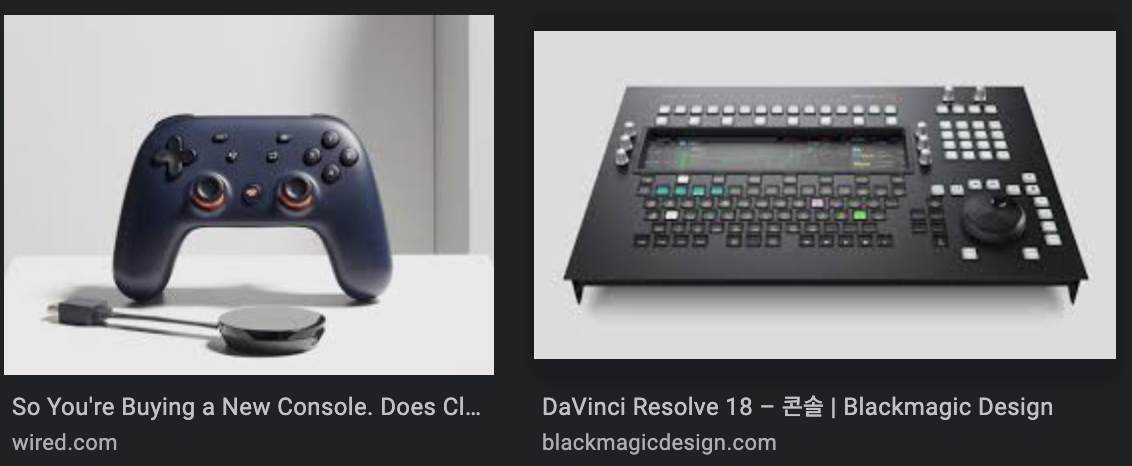 So You're Buying a New Console. Does Cl...
wired.com
DaVinci Resolve 18 – 콘솔 | Blackmagic Design
blackmagicdesign.com